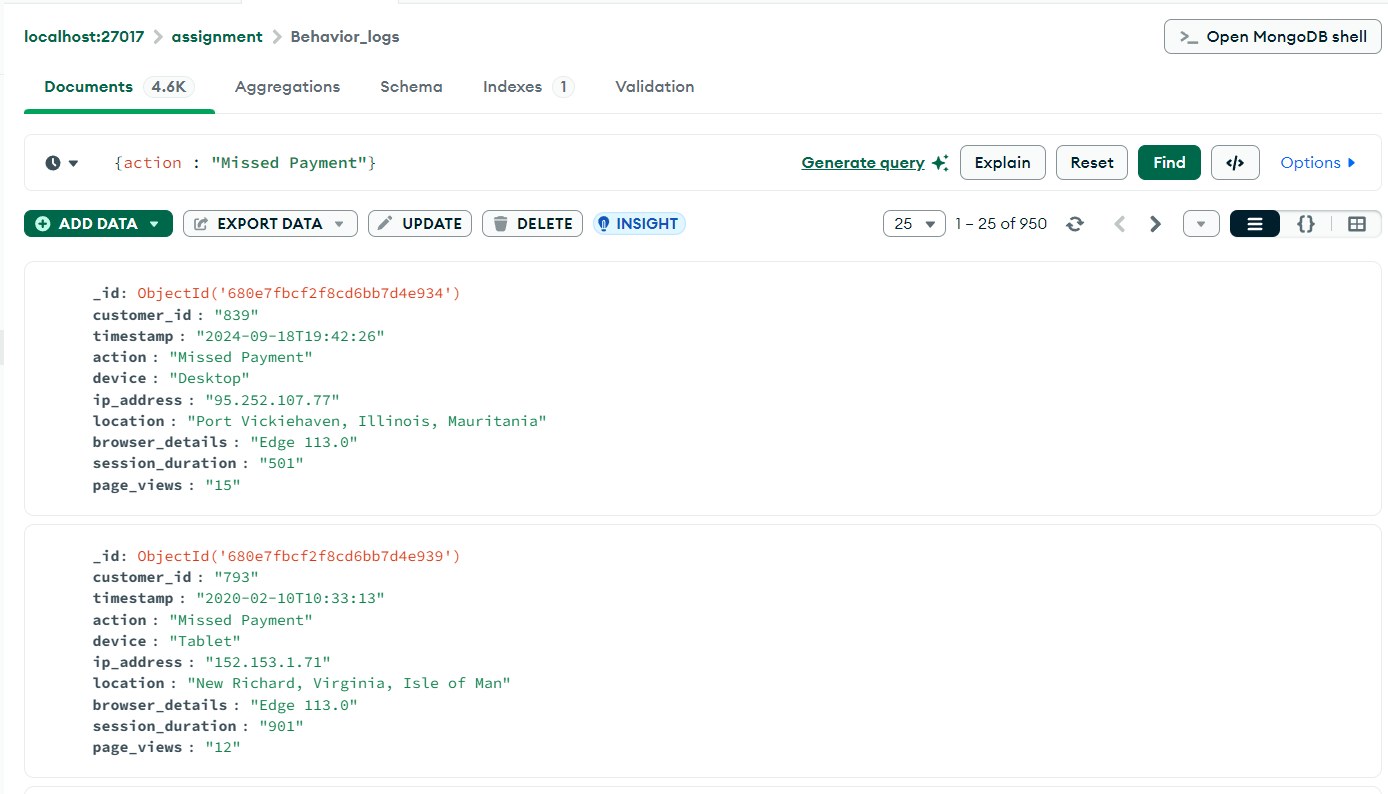 localhost:27017 > assignment > Behavior_logs
>_ Open MongoDB shell
Documents 4.6K Aggregations Schema Indexes 1 Validation
{action : "Missed Payment"}
Generate query Explain Reset Find </> Options
ADD DATA EXPORT DATA UPDATE DELETE INSIGHT 25 1 – 25 of 950 {}
_id: ObjectId('680e7fbcf2f8cd6bb7d4e934')
customer_id : "839"
timestamp : "2024-09-18T19:42:26"
action : "Missed Payment"
device : "Desktop"
ip_address : "95.252.107.77"
location : "Port Vickiehaven, Illinois, Mauritania"
browser_details : "Edge 113.0"
session_duration : "501"
page_views : "15"
_id: ObjectId('680e7fbcf2f8cd6bb7d4e939')
customer_id : "793"
timestamp : "2020-02-10T10:33:13"
action : "Missed Payment"
device : "Tablet"
ip_address : "152.153.1.71"
location : "New Richard, Virginia, Isle of Man"
browser_details : "Edge 113.0"
session_duration : "901"
page_views : "12"